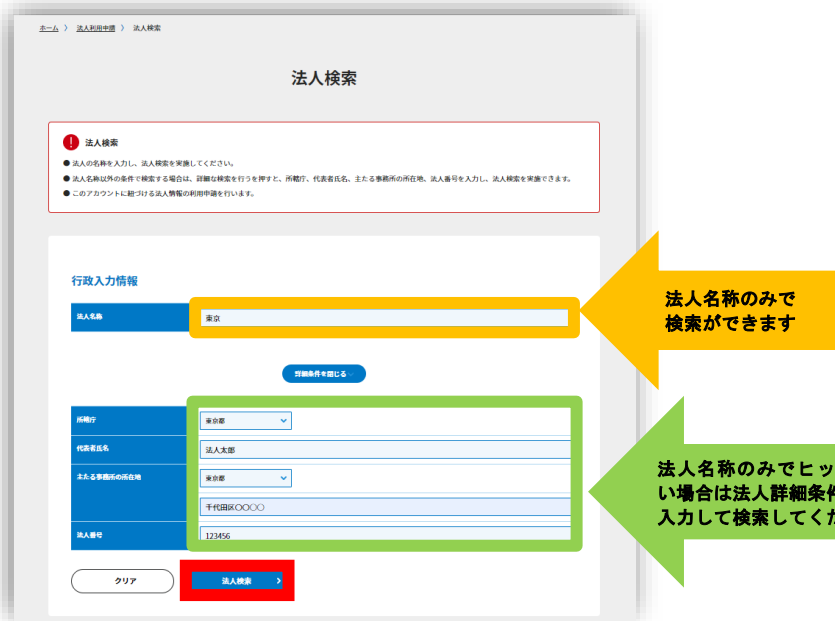 ホーム 〉 法人利用申請 〉 法人検索
法人検索
! 法人検索
● 法人の名称を入力し、法人検索を実施してください。
● 法人名称以外の条件で検索する場合は、詳細な検索を行うを押すと、所轄庁、代表者氏名、主たる事務所の所在地、法人番号を入力し、法人検索を実施できます。
● このアカウントに紐づける法人情報の利用申請を行います。
行政入力情報
法人名称
東京
法人名称のみで
検索ができます
詳細条件を閉じる
所轄庁
東京都
代表者氏名
法人太郎
主たる事務所の所在地
東京都
千代田区〇〇〇〇
法人番号
123456
法人名称のみでヒッ
い場合は法人詳細条件
入力して検索してくだ
クリア
法人検索